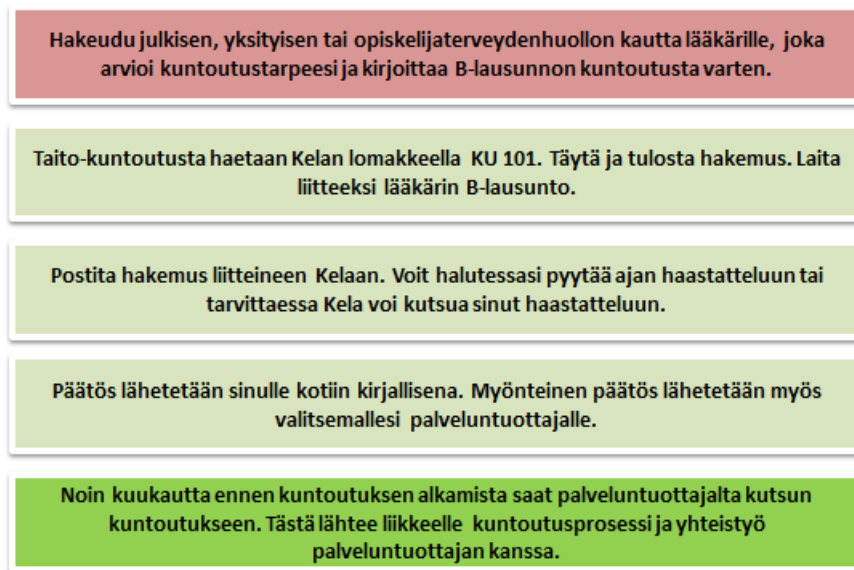 Hakeudu julkisen, yksityisen tai opiskelijaterveydenhuollon kautta lääkärille, joka
arvioi kuntoutustarpeesi ja kirjoittaa B-lausunnon kuntoutusta varten.
Taito-kuntoutusta haetaan Kelan lomakkeella KU 101. Täytä ja tulosta hakemus. Laita
liitteeksi lääkärin B-lausunto.
Postita hakemus liitteineen Kelaan. Voit halutessasi pyytää ajan haastatteluun tai
tarvittaessa Kela voi kutsua sinut haastatteluun.
Päätös lähetetään sinulle kotiin kirjallisena. Myönteinen päätös lähetetään myös
valitsemallesi palveluntuottajalle.
Noin kuukautta ennen kuntoutuksen alkamista saat palveluntuottajalta kutsun
kuntoutukseen. Tästä lähtee liikkeelle kuntoutusprosessi ja yhteistyö
palveluntuottajan kanssa.